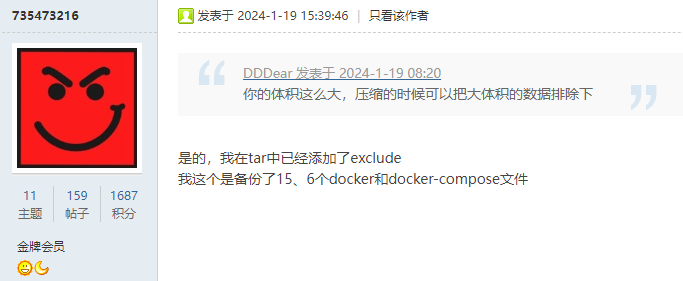 735473216
发表于 2024-1-19 15:39:46 | 只看该作者
DDDear 发表于 2024-1-19 08:20
你的体积这么大，压缩的时候可以把大体积的数据排除下
是的，我在tar中已经添加了exclude
我这个是备份了15、6个docker和docker-compose文件
11 159 1687
主题 帖子 积分
金牌会员